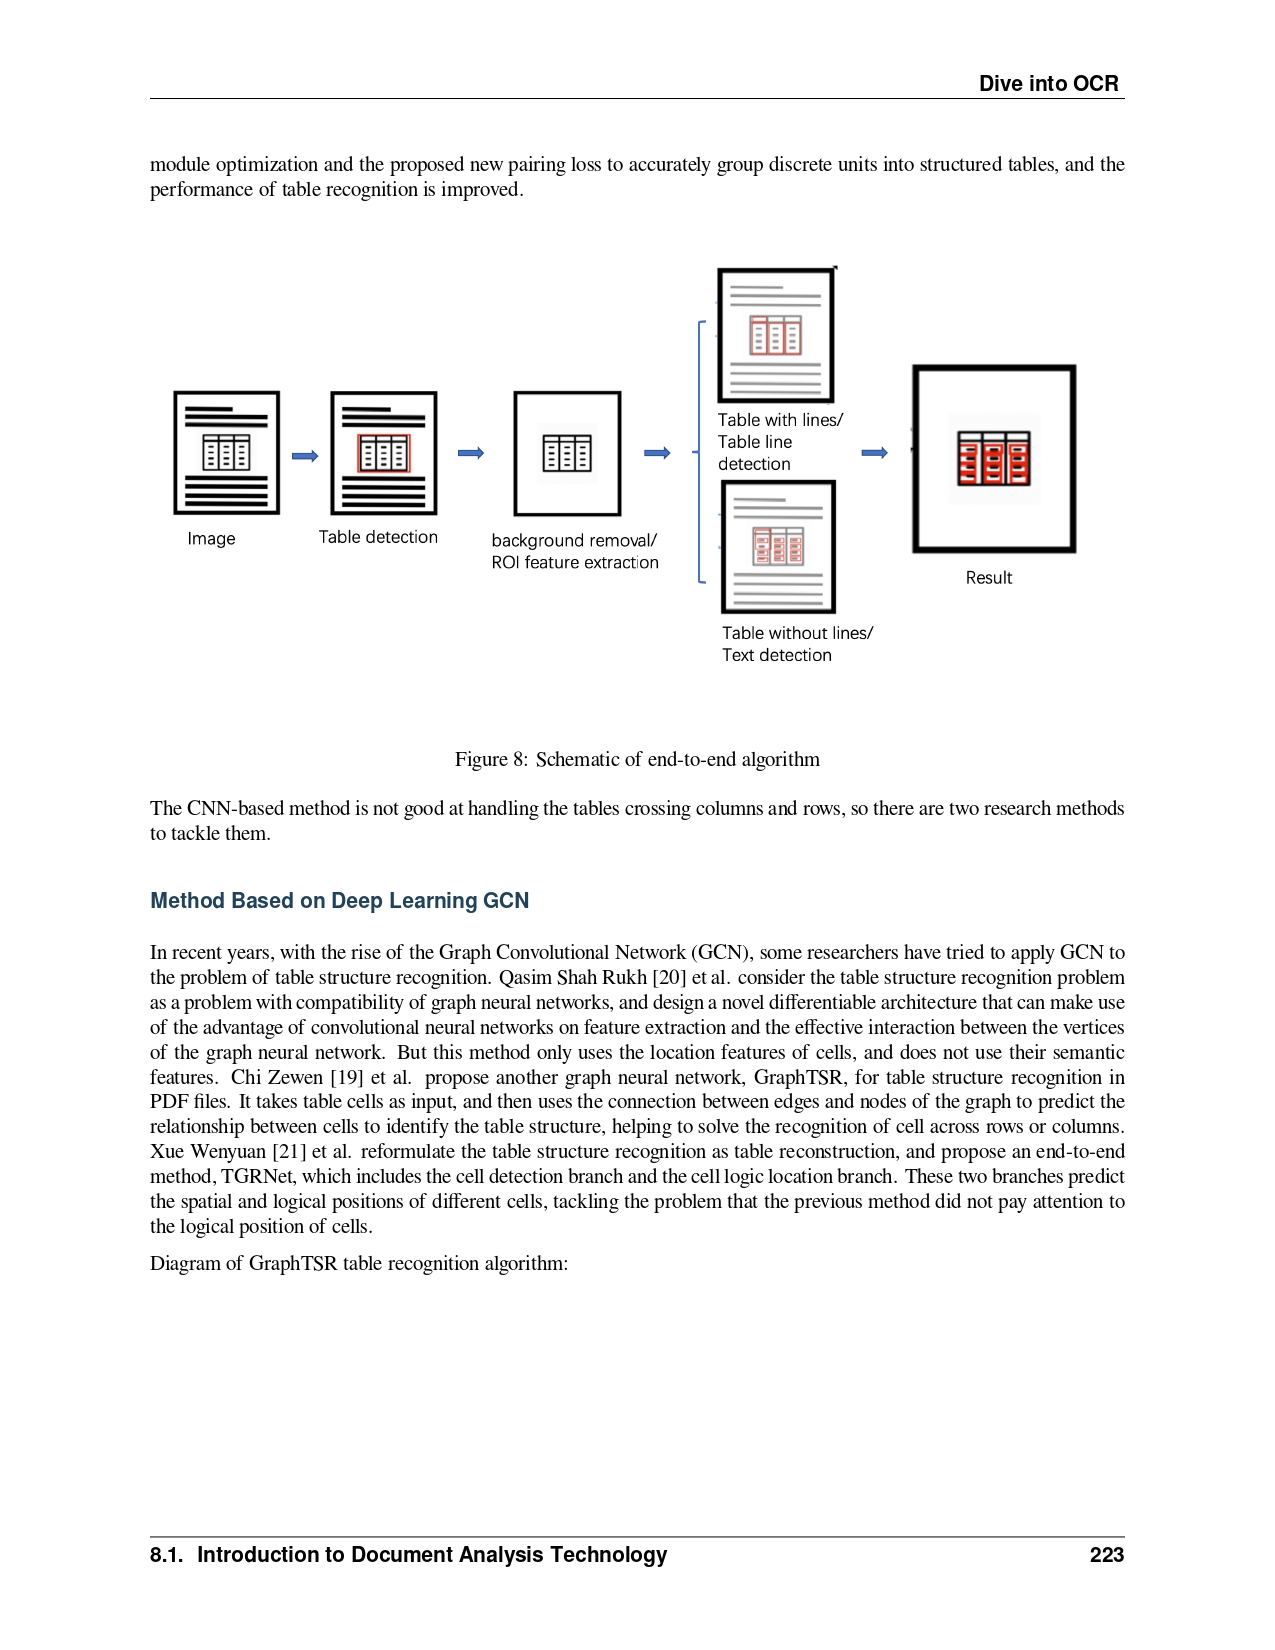 Dive into OCR
module optimization and the proposed new pairing loss to accurately group discrete units into structured tables, and the
performance of table recognition is improved.
Image
Table detection
background removal/
ROI feature extraction
Table with lines/
Table line
detection
Table without lines/
Text detection
Result
Figure 8: Schematic of end-to-end algorithm
The CNN-based method is not good at handling the tables crossing columns and rows, so there are two research methods
to tackle them.
Method Based on Deep Learning GCN
In recent years, with the rise of the Graph Convolutional Network (GCN), some researchers have tried to apply GCN to
the problem of table structure recognition. Qasim Shah Rukh [20] et al. consider the table structure recognition problem
as a problem with compatibility of graph neural networks, and design a novel differentiable architecture that can make use
of the advantage of convolutional neural networks on feature extraction and the effective interaction between the vertices
of the graph neural network. But this method only uses the location features of cells, and does not use their semantic
features. Chi Zewen [19] et al. propose another graph neural network, GraphTSR, for table structure recognition in
PDF files. It takes table cells as input, and then uses the connection between edges and nodes of the graph to predict the
relationship between cells to identify the table structure, helping to solve the recognition of cell across rows or columns.
Xue Wenyuan [21] et al. reformulate the table structure recognition as table reconstruction, and propose an end-to-end
method, TGRNet, which includes the cell detection branch and the cell logic location branch. These two branches predict
the spatial and logical positions of different cells, tackling the problem that the previous method did not pay attention to
the logical position of cells.
Diagram of GraphTSR table recognition algorithm:
8.1. Introduction to Document Analysis Technology
223